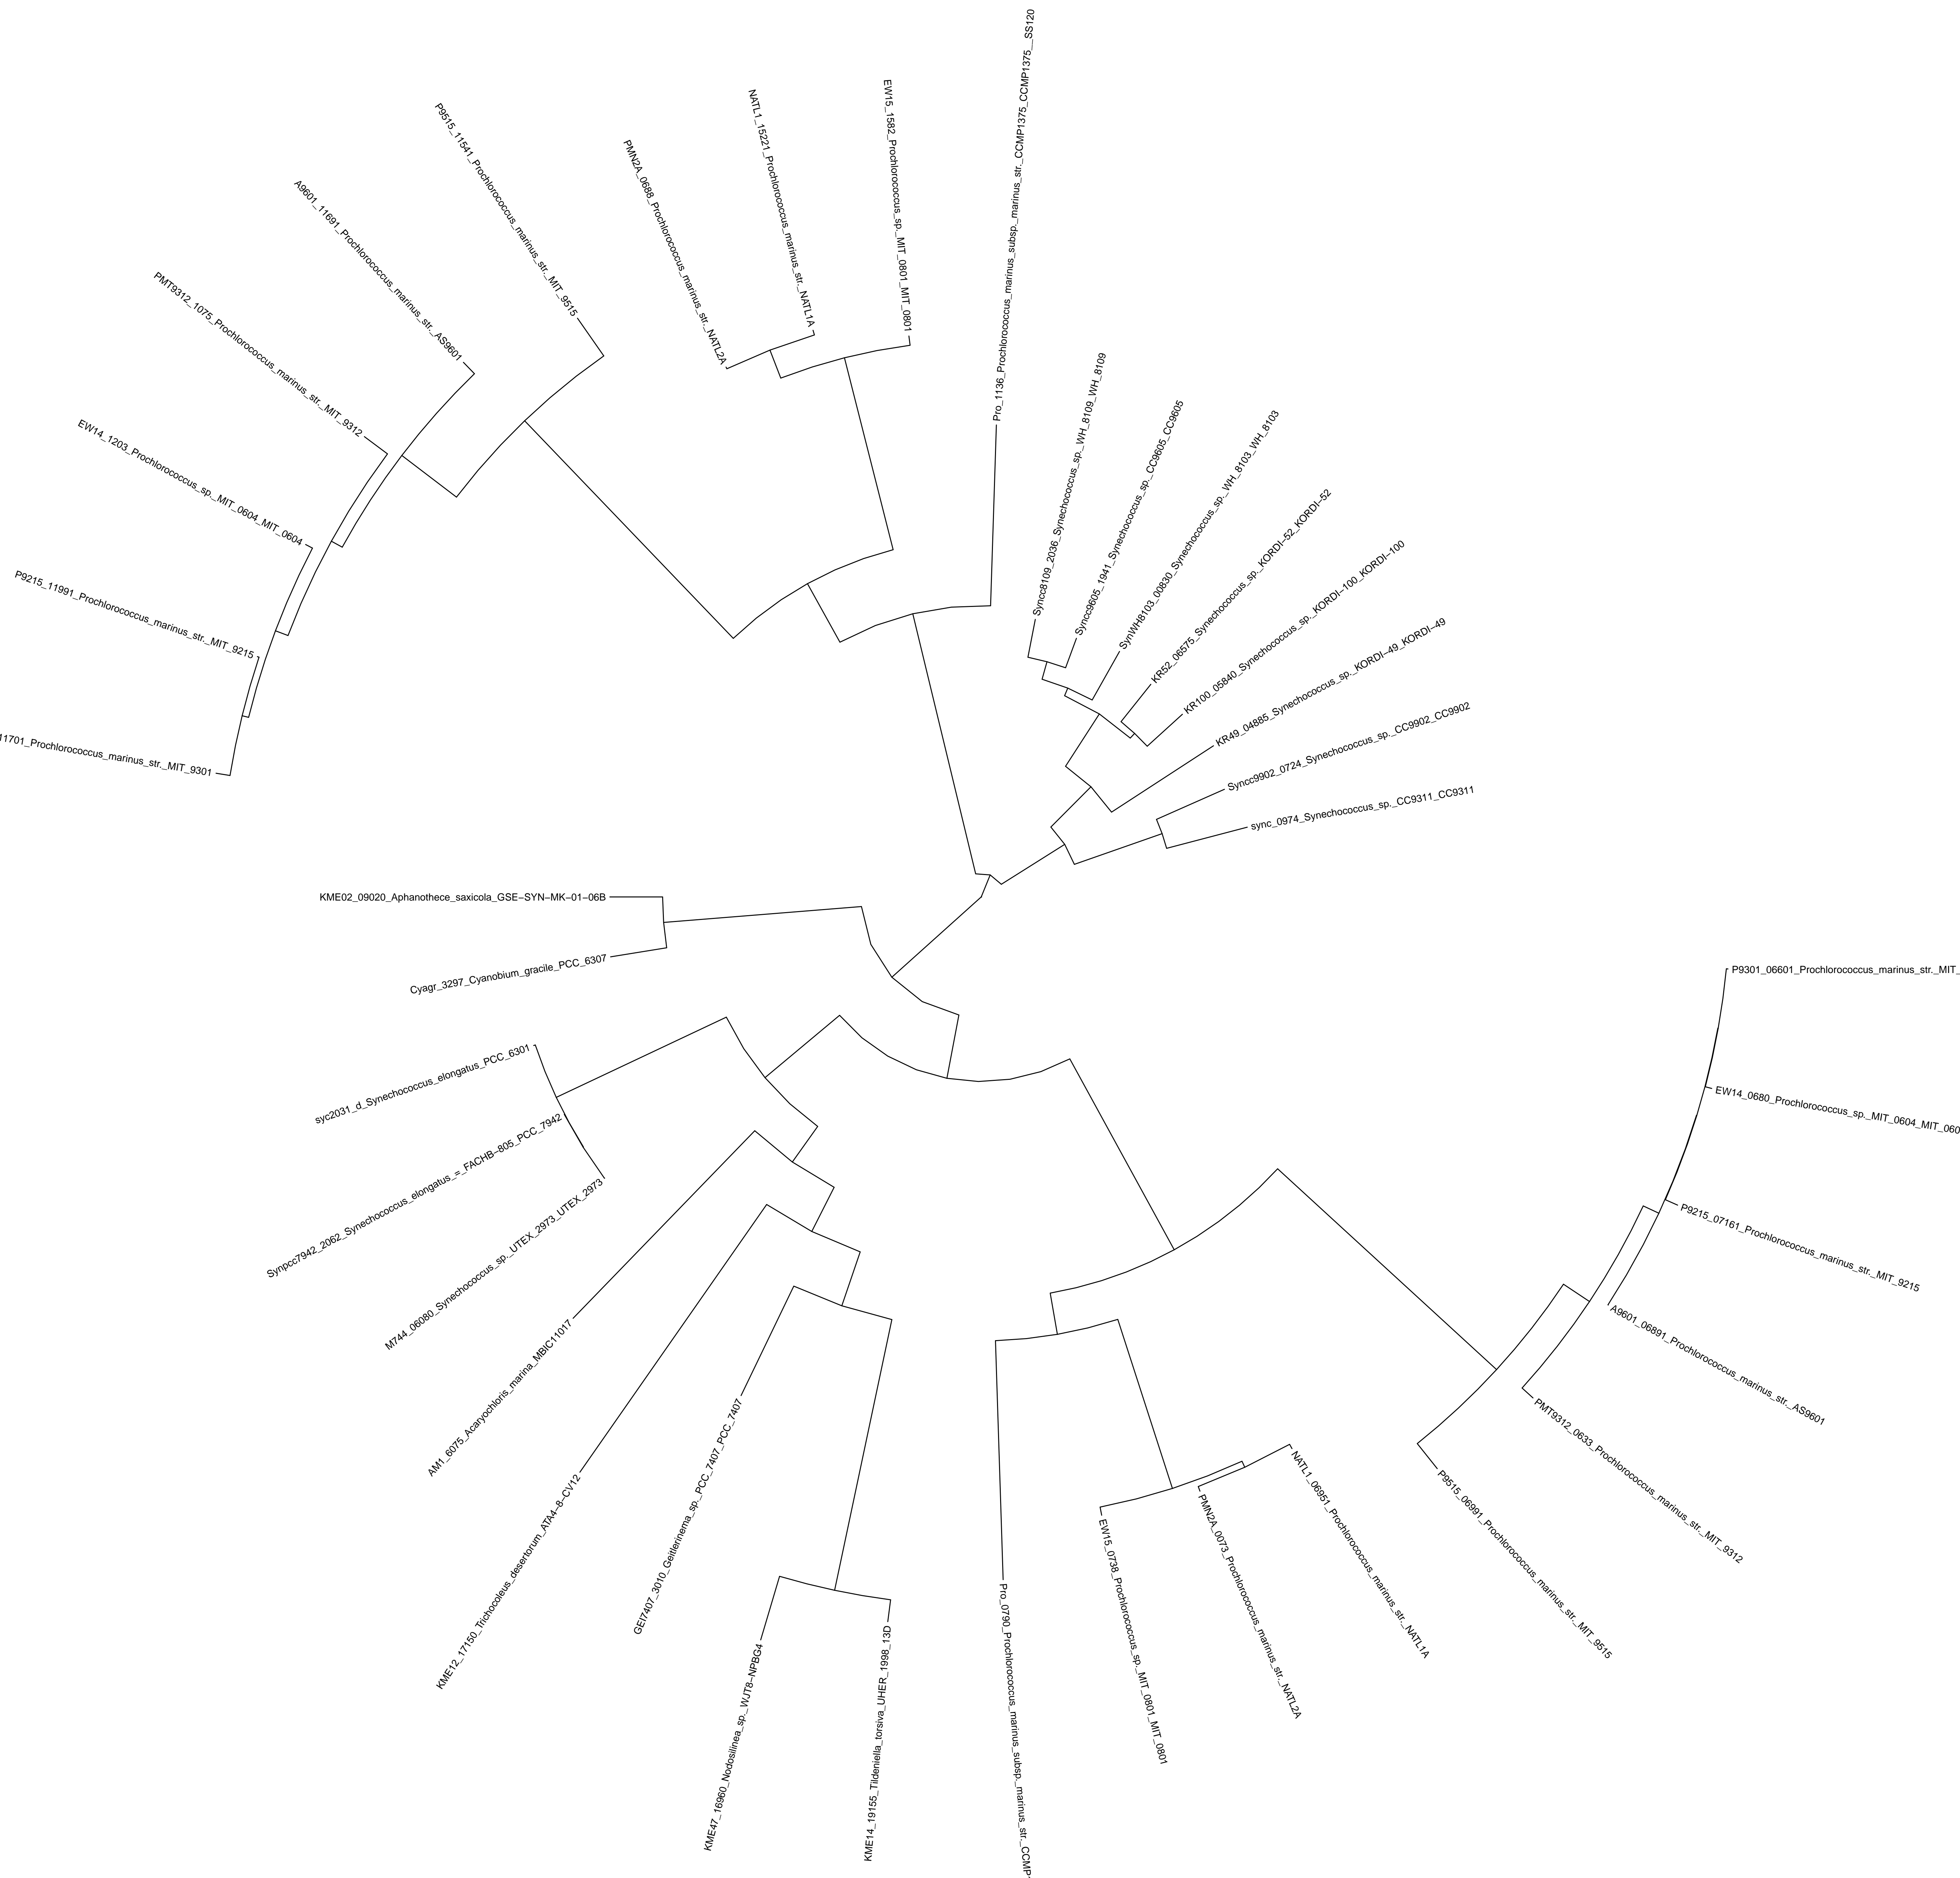 Pro_1136_Prochlorococcus_marinus_subsp._marinus_str._CCMP1375_CCMP1375__SS120
EW15_1582_Prochlorococcus_sp._MIT_0801_MIT_0801
NATL1_15221_Prochlorococcus_marinus_str._NATL1A
PMN2A_0688_Prochlorococcus_marinus_str._NATL2A
P9515_11541_Prochlorococcus_marinus_str._MIT_9515
A9601_11691_Prochlorococcus_marinus_str._AS9601
PMT9312_1075_Prochlorococcus_marinus_str._MIT_9312
EW14_1203_Prochlorococcus_sp._MIT_0604_MIT_0604
P9215_11991_Prochlorococcus_marinus_str._MIT_9215
11701_Prochlorococcus_marinus_str._MIT_9301
Syncc8109_2036_Synechococcus_sp._WH_8109_WH_8109
Syncc9605_1941_Synechococcus_sp._CC9605_CC9605
SynWH8103_00830_Synechococcus_sp._WH_8103_WH_8103
KR52_06575_Synechococcus_sp._KORDI-52_KORDI-52
KR100_05840_Synechococcus_sp._KORDI-100_KORDI-100
KR49_04885_Synechococcus_sp._KORDI-49_KORDI-49
Syncc9902_0724_Synechococcus_sp._CC9902_CC9902
sync_0974_Synechococcus_sp._CC9311_CC9311
KME02_09020_Aphanothece_saxicola_GSE-SYN-MK-01-06B
Cyagr_3297_Cyanobium_gracile_PCC_6307
syc2031_d_Synechococcus_elongatus_PCC_6301
Synpcc7942_2062_Synechococcus_elongatus_=_FACHB-805_PCC_7942
M744_06080_Synechococcus_sp._UTEX_2973_UTEX_2973
AM1_6075_Acaryochloris_marina_MBIC11017
KME12_17150_Trichocoleus_desertorum_ATA4-8-CV12
GEI7407_3010_Geitlerinema_sp._PCC_7407_PCC_7407
KME47_16960_Nodosilinea_sp._WJT8-NPBG4
KME14_19155_Tildeniella_torsiva_UHER_1998_13D
Pro_0790_Prochlorococcus_marinus_subsp._marinus_str._CCMP
EW15_0738_Prochlorococcus_sp._MIT_0801_MIT_0801
PMN2A_0073_Prochlorococcus_marinus_str._NATL2A
NATL1_06951_Prochlorococcus_marinus_str._NATL1A
P9515_06991_Prochlorococcus_marinus_str._MIT_9515
PMT9312_0633_Prochlorococcus_marinus_str._MIT_9312
A9601_06891_Prochlorococcus_marinus_str._AS9601
P9215_07161_Prochlorococcus_marinus_str._MIT_9215
EW14_0680_Prochlorococcus_sp._MIT_0604_MIT_060
P9301_06601_Prochlorococcus_marinus_str._MIT_